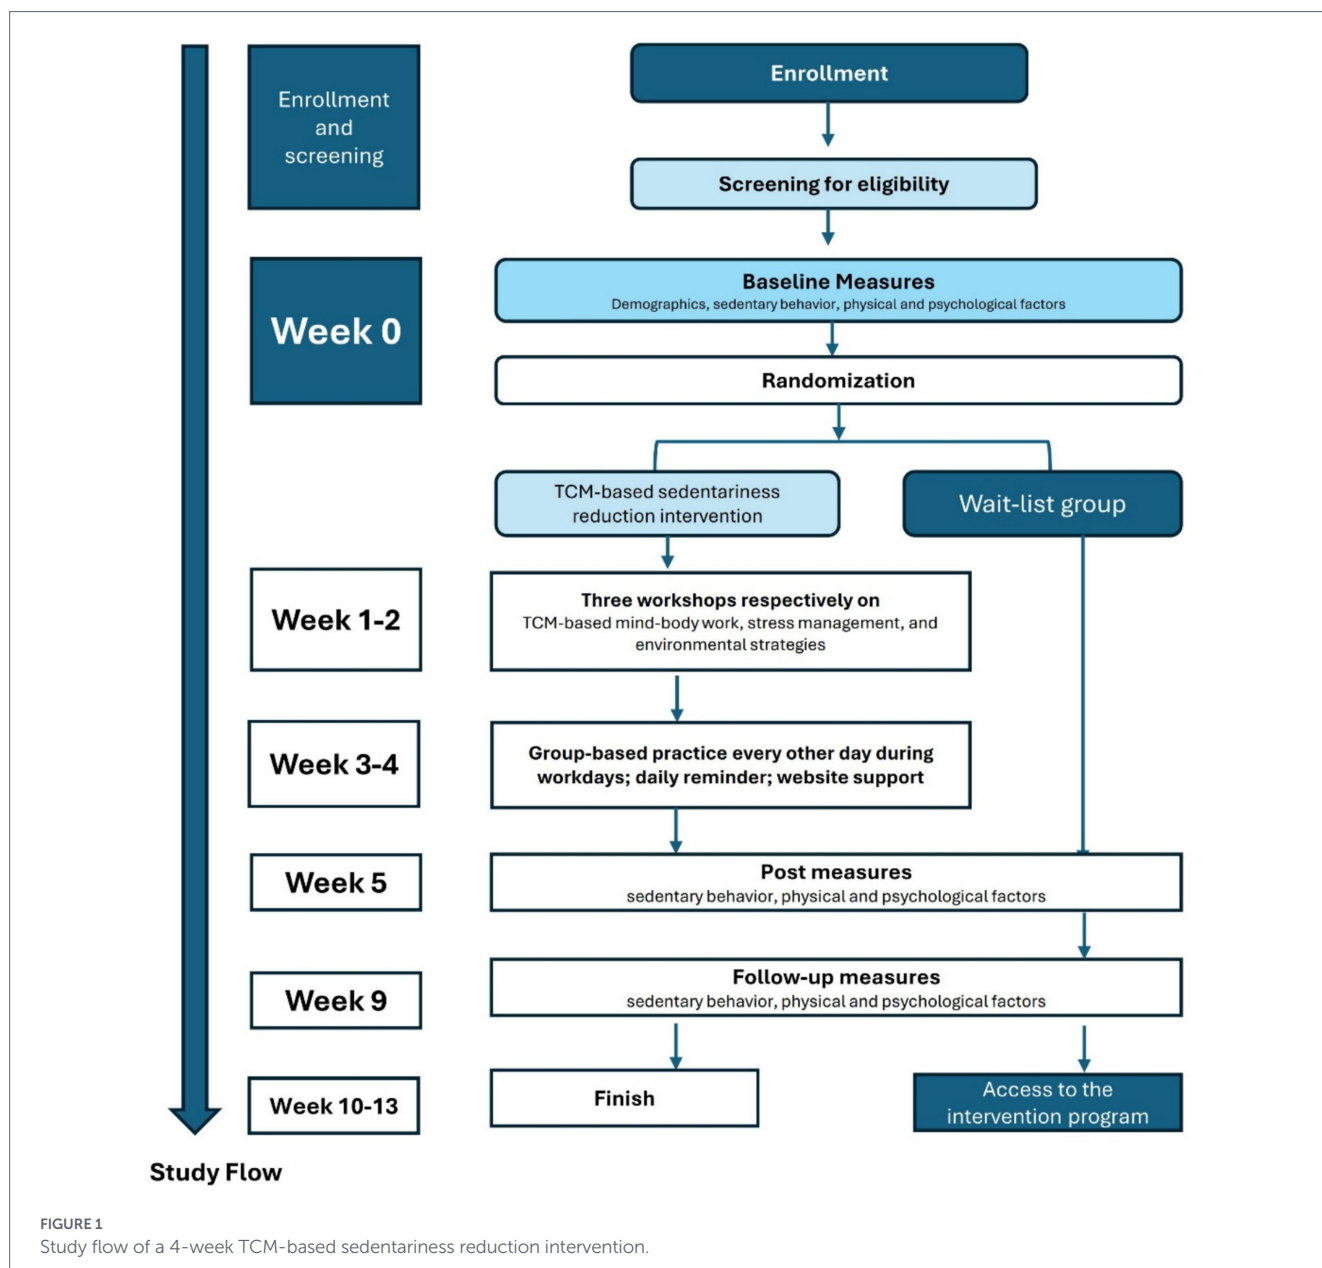 Enrollment
and
screening
Enrollment
Screening for eligibility
Week 0
Baseline Measures
Demographics, sedentary behavior, physical and psychological factors
Randomization
TCM-based sedentariness
reduction intervention
Wait-list group
Week 1-2
Three workshops respectively on
TCM-based mind-body work, stress management, and
environmental strategies
Week 3-4
Group-based practice every other day during
workdays; daily reminder; website support
Week 5
Post measures
sedentary behavior, physical and psychological factors
Week 9
Follow-up measures
sedentary behavior, physical and psychological factors
Week 10-13
Finish
Access to the
intervention program
Study Flow
FIGURE 1
Study flow of a 4-week TCM-based sedentariness reduction intervention.